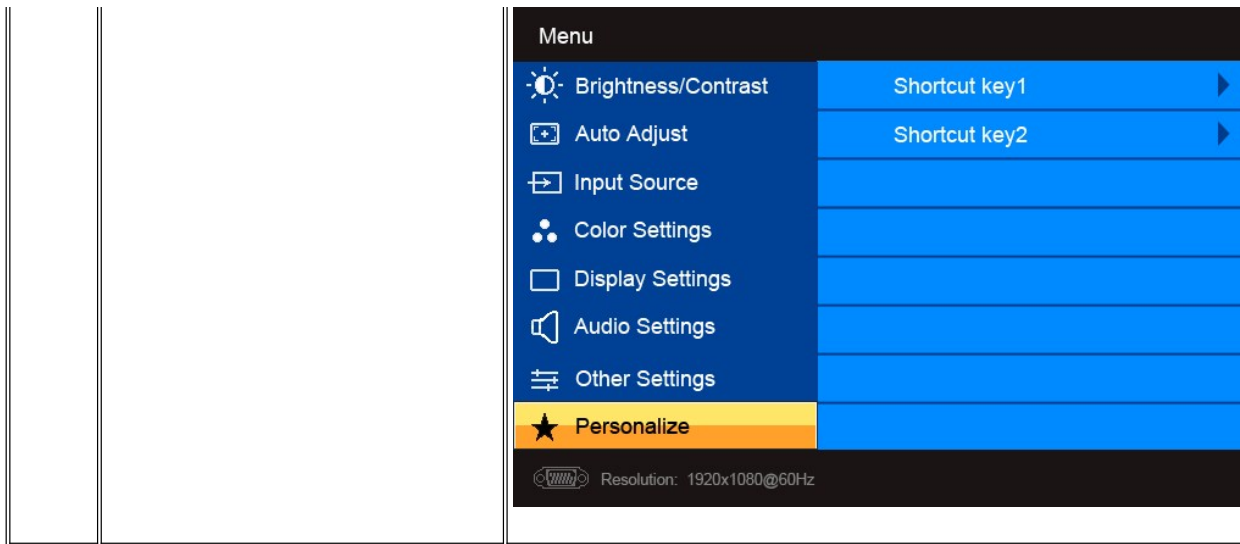 Menu
Brightness/Contrast
Shortcut key1
Auto Adjust
Shortcut key2
Input Source
Color Settings
Display Settings
Audio Settings
Other Settings
Personalize
Resolution: 1920x1080@60Hz